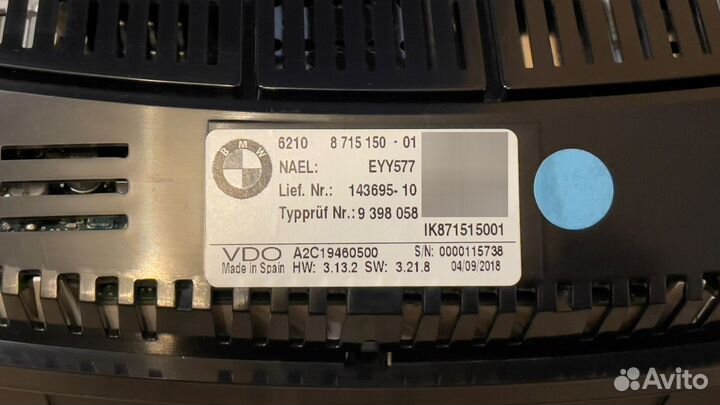 BMW
6210 8 715 150 - 01
NAEL: EYY577
Lief. Nr.: 143695-10
Typprüf Nr.: 9 398 058
IK871515001
VDO A2C19460500 S/N: 0000115738
Made in Spain HW: 3.13.2 SW: 3.21.8 04/09/2018
Avito